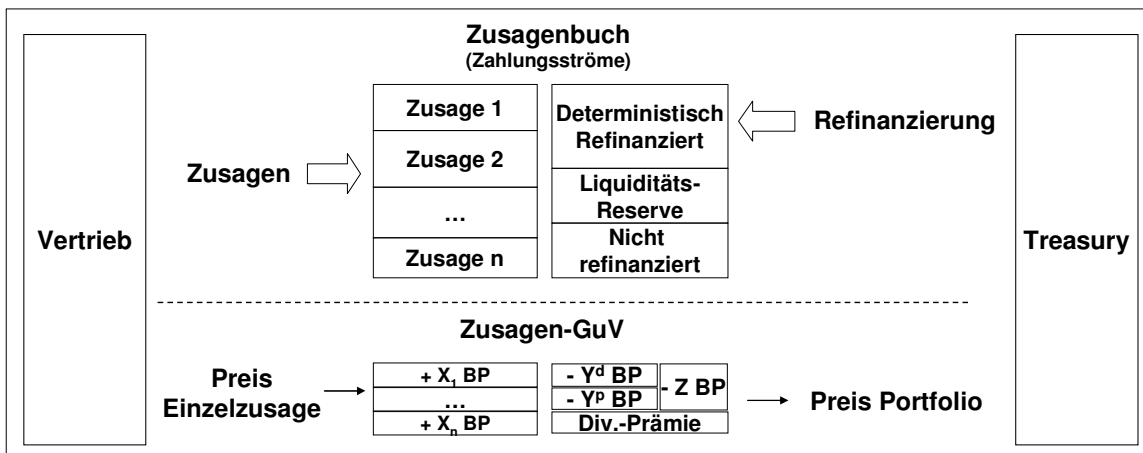 Zusagenbuch
(Zahlungsströme)
Zusage 1
Zusage 2
...
Zusage n
Deterministisch
Refinanziert
Liquiditäts-
Reserve
Nicht
refinanziert
Zusagen
Refinanzierung
Vertrieb
Treasury
Zusagen-GuV
Preis
Einzelzusage
+ X₁ BP
...
+ Xₙ BP
- Yᵈ BP
- Yᵖ BP
- Z BP
Div.-Prämie
Preis Portfolio